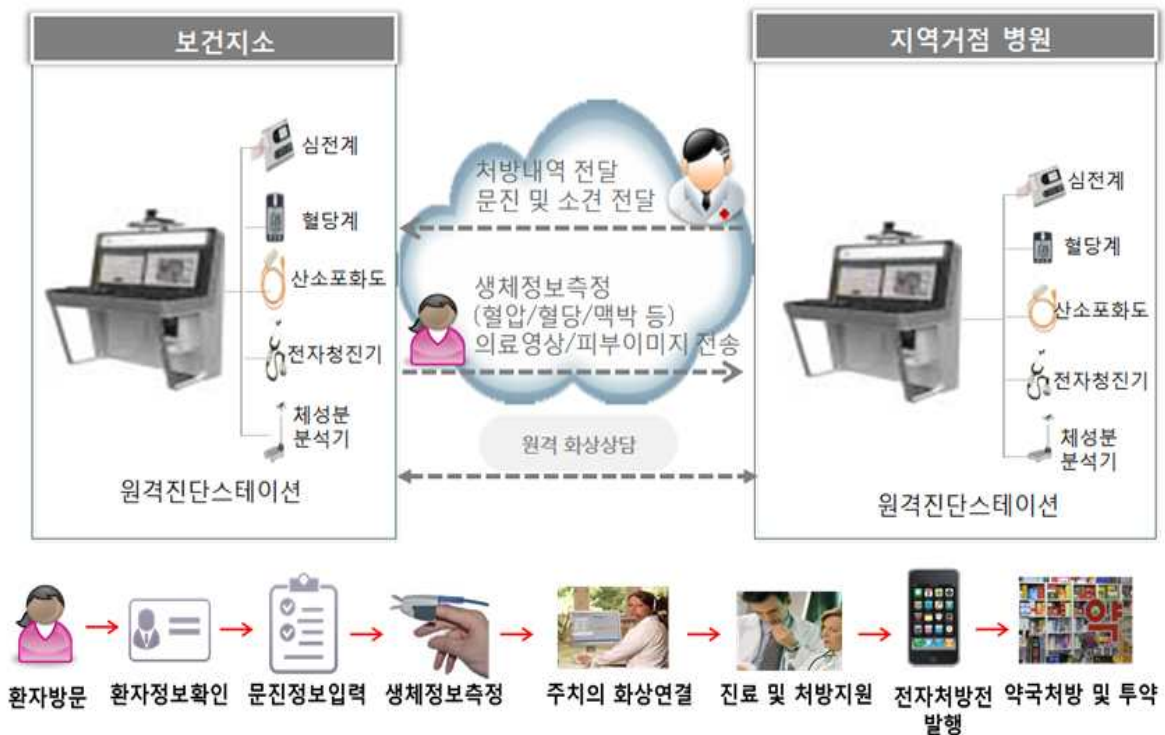 보건지소
지역거점 병원
심전계
혈당계
산소포화도
전자청진기
체성분
분석기
원격진단스테이션
처방내역 전달
문진 및 소견 전달
생체정보측정
(혈압/혈당/맥박 등)
의료영상/피부이미지 전송
원격 화상상담
심전계
혈당계
산소포화도
전자청진기
체성분
분석기
원격진단스테이션
약
환자방문
환자정보확인
문진정보입력
생체정보측정
주치의 화상연결
진료 및 처방지원
전자처방전
발행
약국처방 및 투약